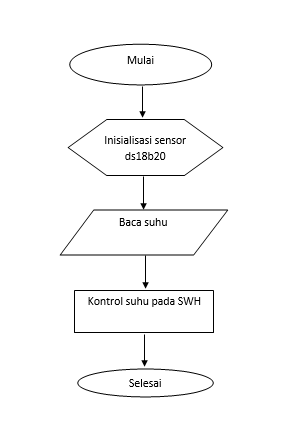 Mulai
Inisialisasi sensor
ds18b20
Baca suhu
Kontrol suhu pada SWH
Selesai